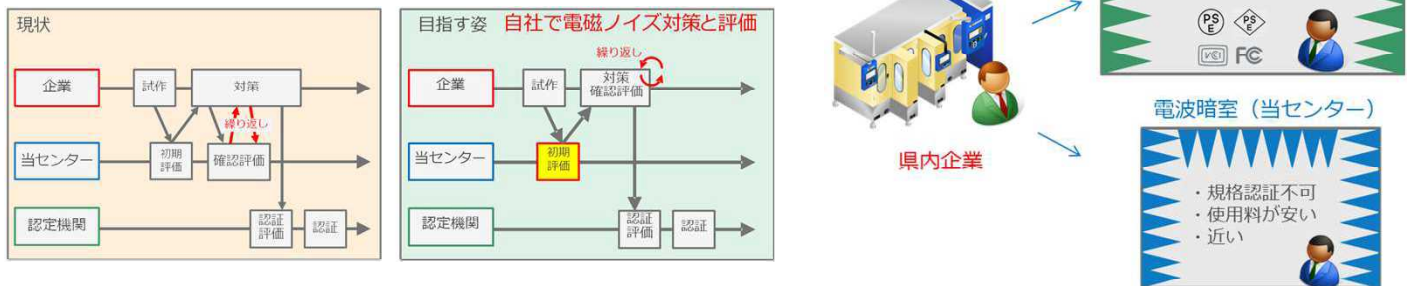 現状
企業
試作
対策
繰り返し
当センター
初期
評価
確認評価
認定機関
認証
評価
認証
目指す姿 自社で電磁ノイズ対策と評価
繰り返し
企業
試作
対策
確認評価
当センター
初期
評価
認定機関
認証
評価
認証
県内企業
PS
E
PS
E
VCI
FC
電波暗室(当センター)
・規格認証不可
・使用料が安い
・近い